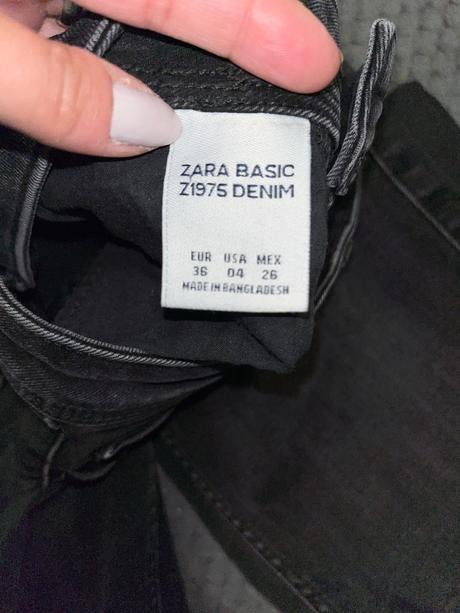 ZARA BASIC
Z1975 DENIM
EUR USA MEX
36 04 26
MADE IN BANGLADESH